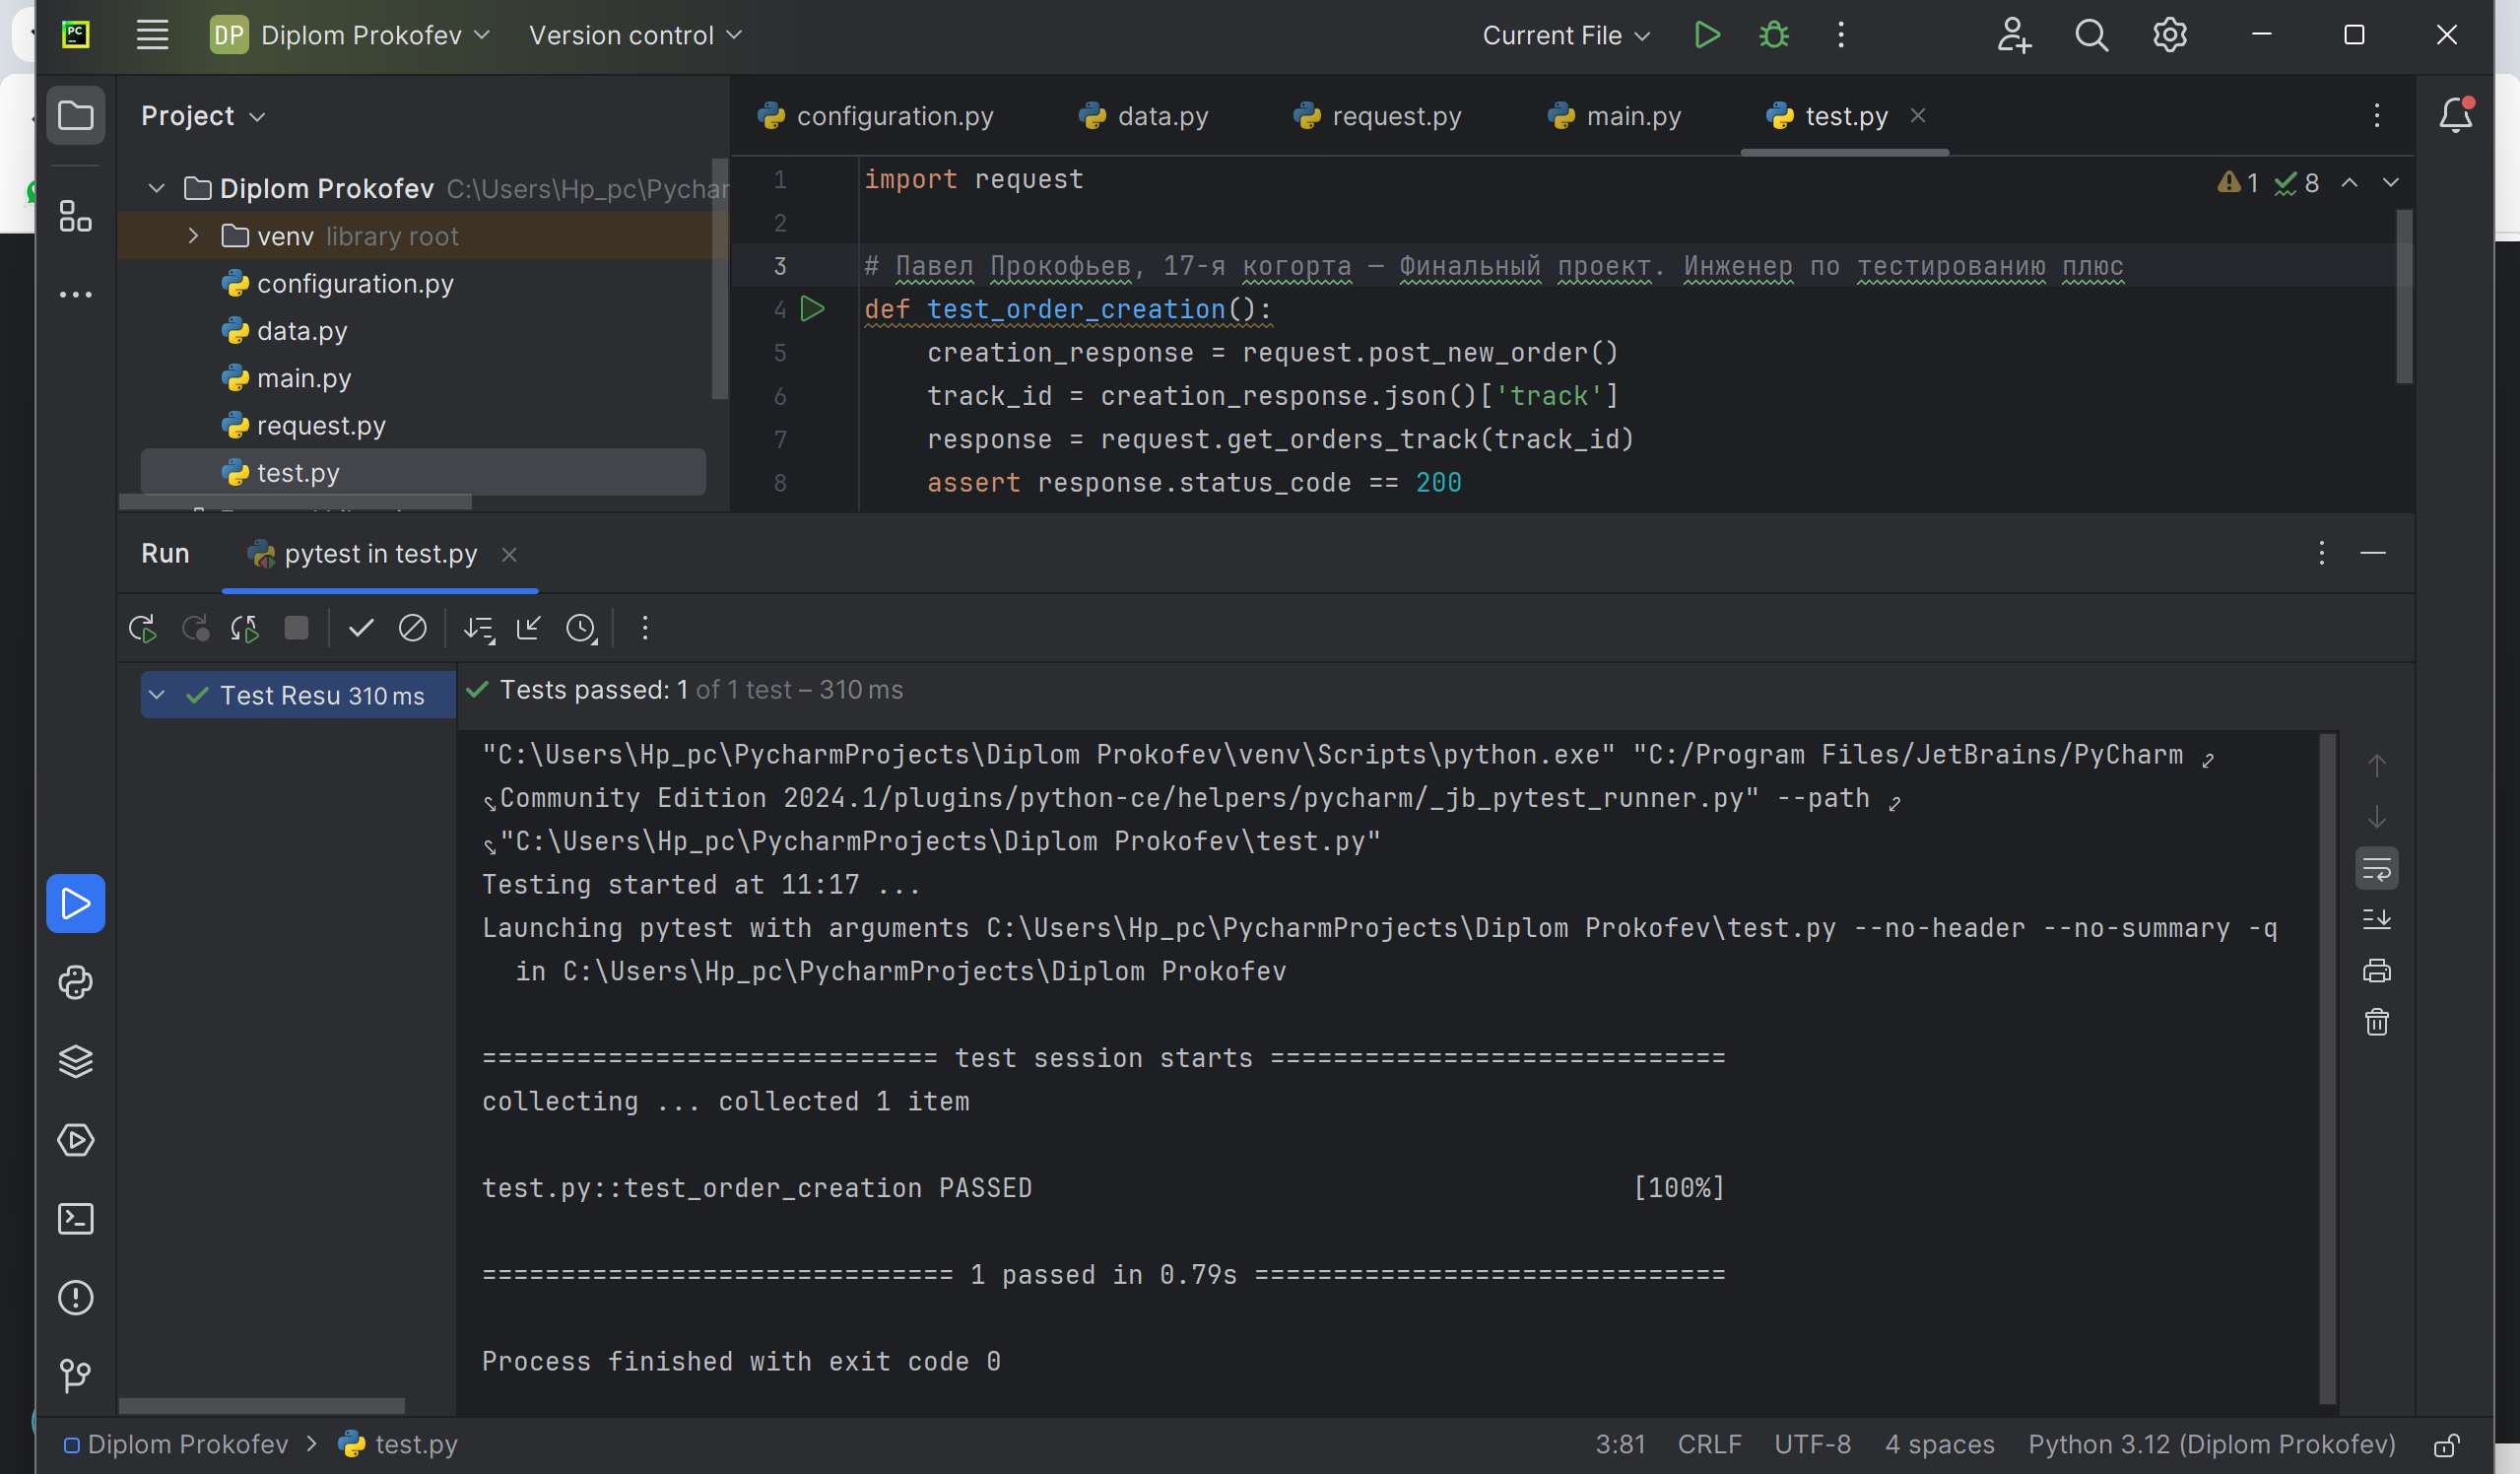 PC
DP Diplom Prokofev Version control Current File
Project
configuration.py data.py request.py main.py test.py
Diplom Prokofev C:\Users\Hp_pc\Pychar
venv library root
configuration.py
data.py
main.py
request.py
test.py
1 8
1 import request
2
3 # Павел Прокофьев, 17-я когорта — Финальный проект. Инженер по тестированию плюс
4 def test_order_creation():
5 creation_response = request.post_new_order()
6 track_id = creation_response.json()['track']
7 response = request.get_orders_track(track_id)
8 assert response.status_code == 200
Run pytest in test.py
Test Resu 310 ms
Tests passed: 1 of 1 test – 310 ms
"C:\Users\Hp_pc\PycharmProjects\Diplom Prokofev\venv\Scripts\python.exe" "C:/Program Files/JetBrains/PyCharm
Community Edition 2024.1/plugins/python-ce/helpers/pycharm/_jb_pytest_runner.py" --path
"C:\Users\Hp_pc\PycharmProjects\Diplom Prokofev\test.py"
Testing started at 11:17 ...
Launching pytest with arguments C:\Users\Hp_pc\PycharmProjects\Diplom Prokofev\test.py --no-header --no-summary -q
in C:\Users\Hp_pc\PycharmProjects\Diplom Prokofev
============================= test session starts =============================
collecting ... collected 1 item
test.py::test_order_creation PASSED [100%]
============================== 1 passed in 0.79s ==============================
Process finished with exit code 0
Diplom Prokofev > test.py
3:81 CRLF UTF-8 4 spaces Python 3.12 (Diplom Prokofev)